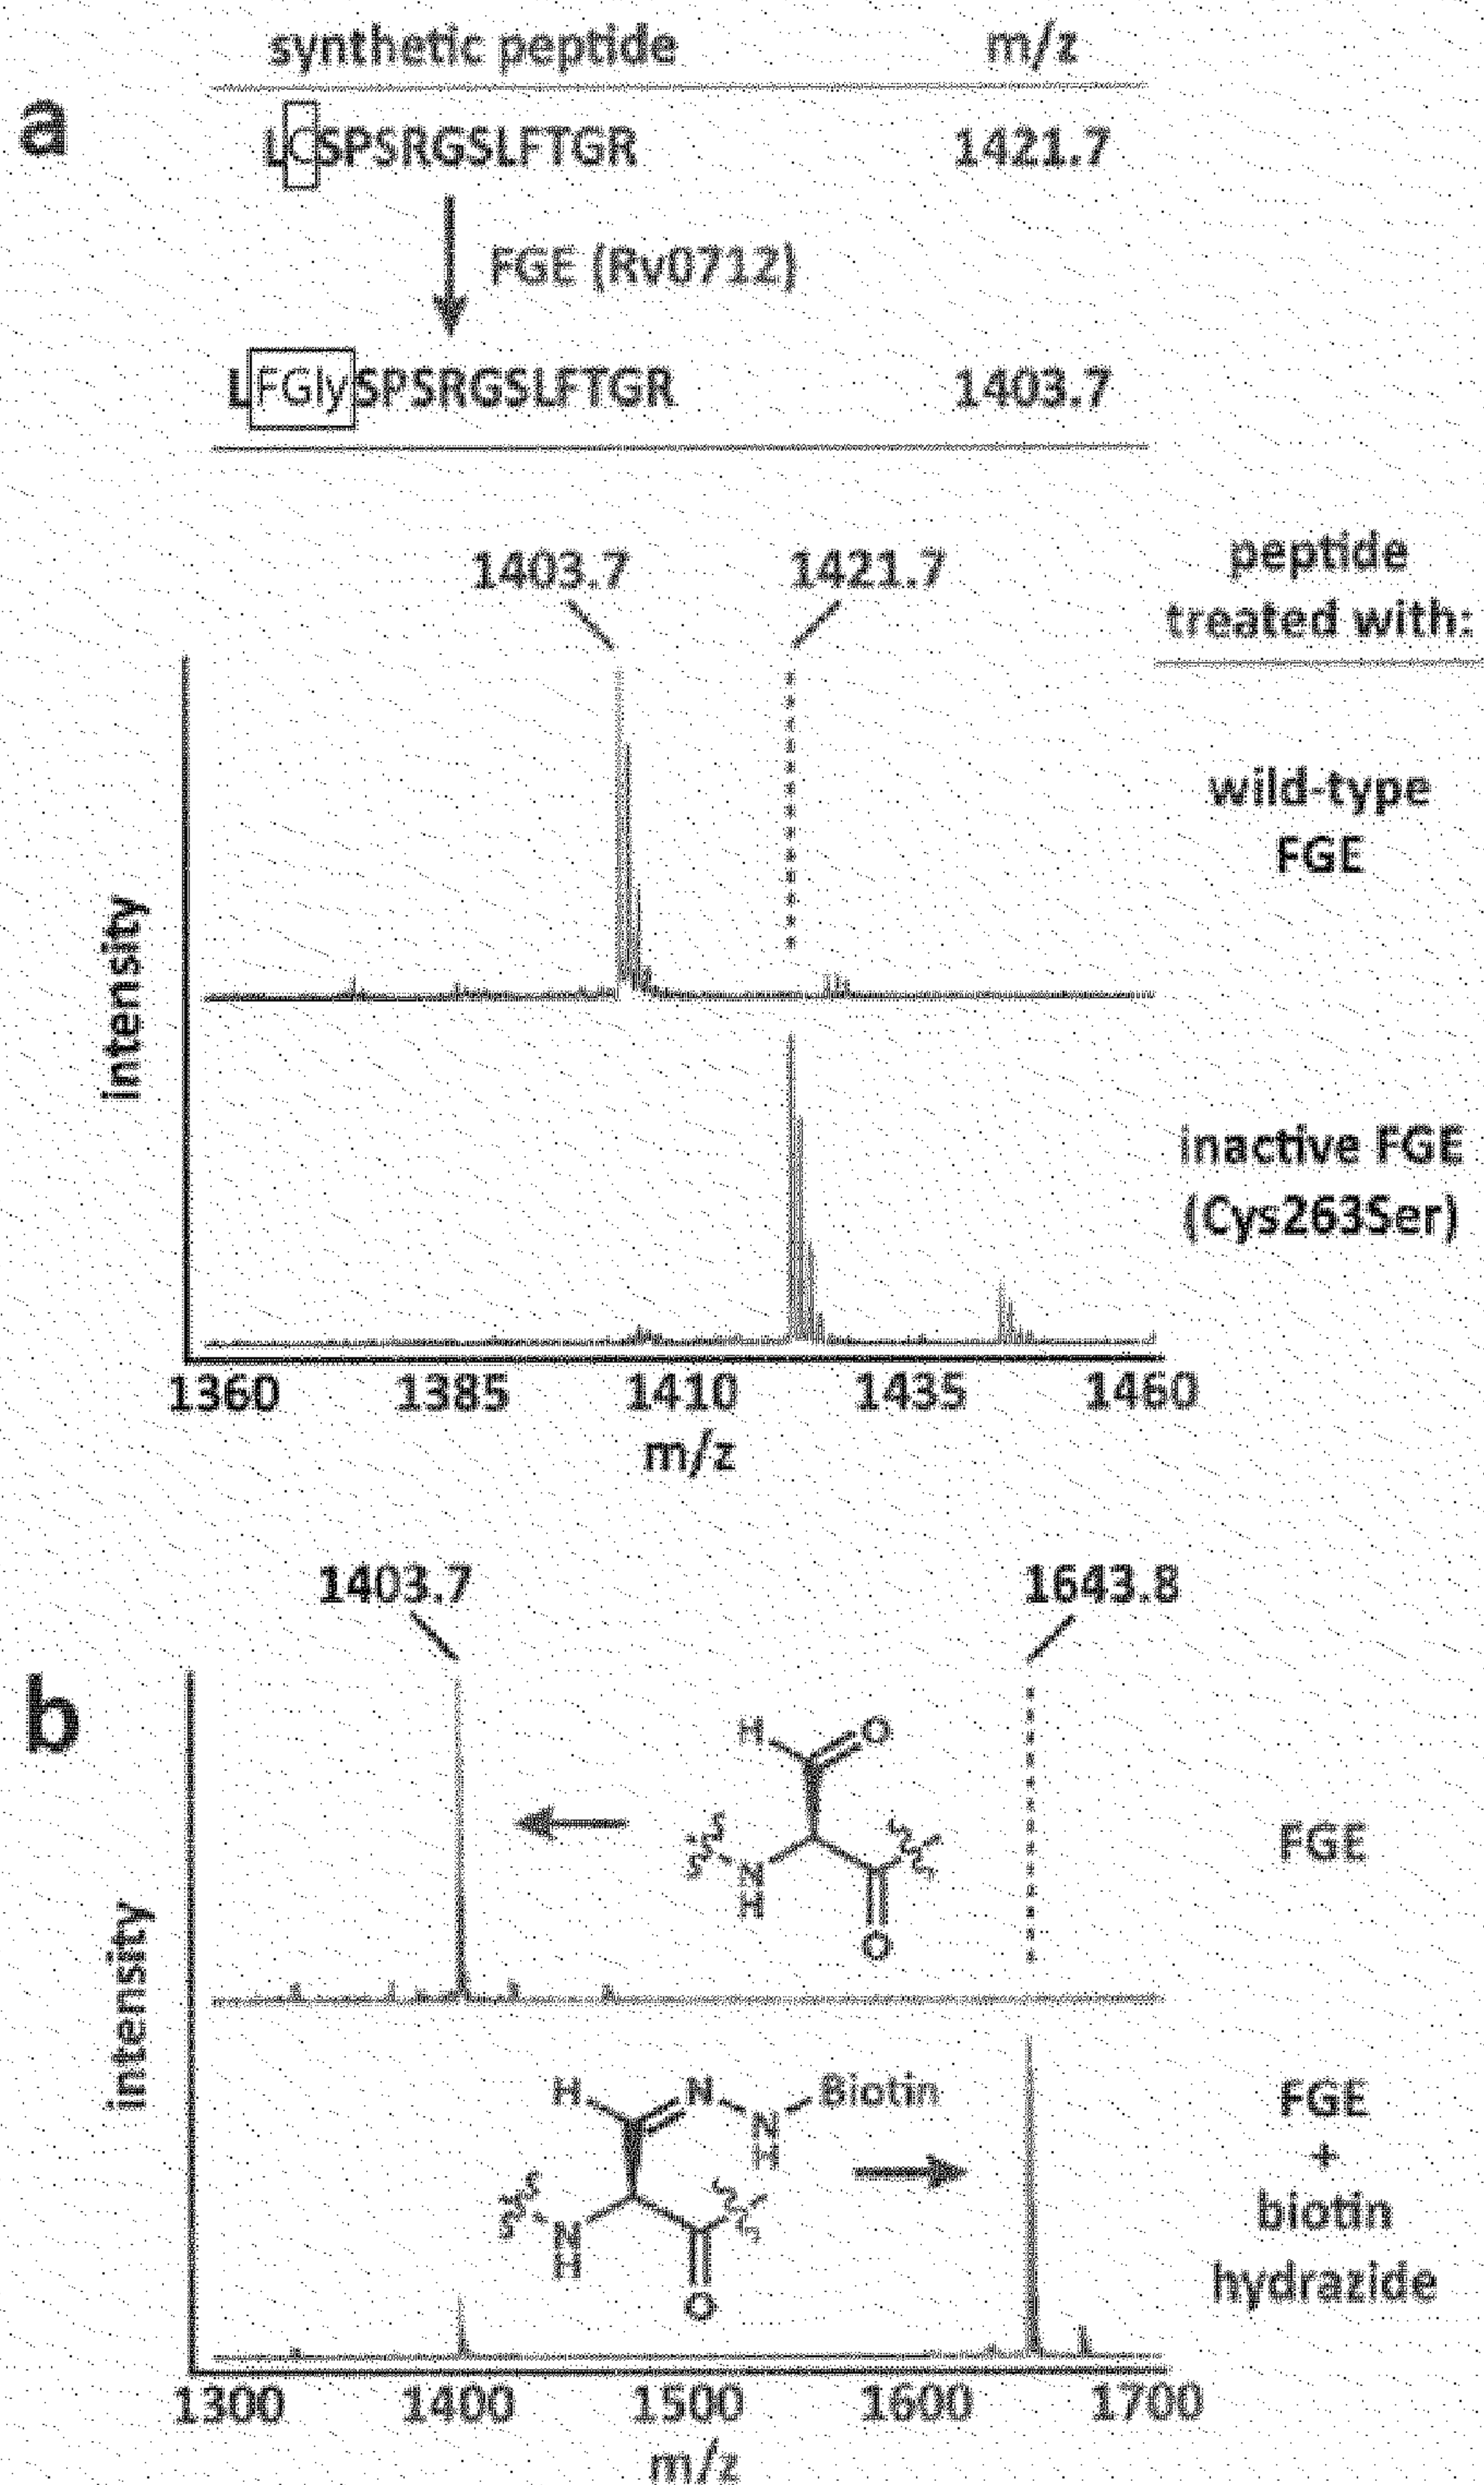 a
synthetic peptide m/z
LCSPSRGSLFTGR 1421.7
FGE (Rv0712)
LFGlySPSRGSLFTGR 1403.7
1403.7 1421.7
peptide
treated with:
wild-type
FGE
inactive FGE
(Cys263Ser)
intensity
1360 1385 1410 1435 1460
m/z
b
1403.7 1643.8
H O
N
H
O
FGE
H N N Biotin
H
N
H
O
FGE
+
biotin
hydrazide
intensity
1300 1400 1500 1600 1700
m/z